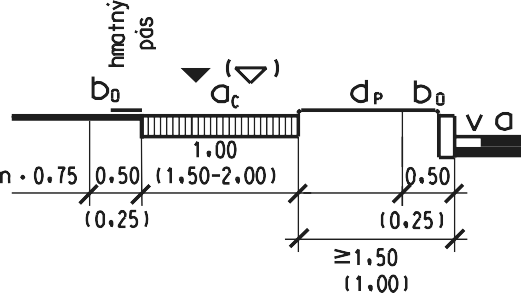 hmatný
pás
( )
b₀ a꜀ dₚ b₀
v a
1.00
n · 0.75 0.50 (1.50-2.00) 0.50
(0.25) (0.25)
≥1.50
(1.00)